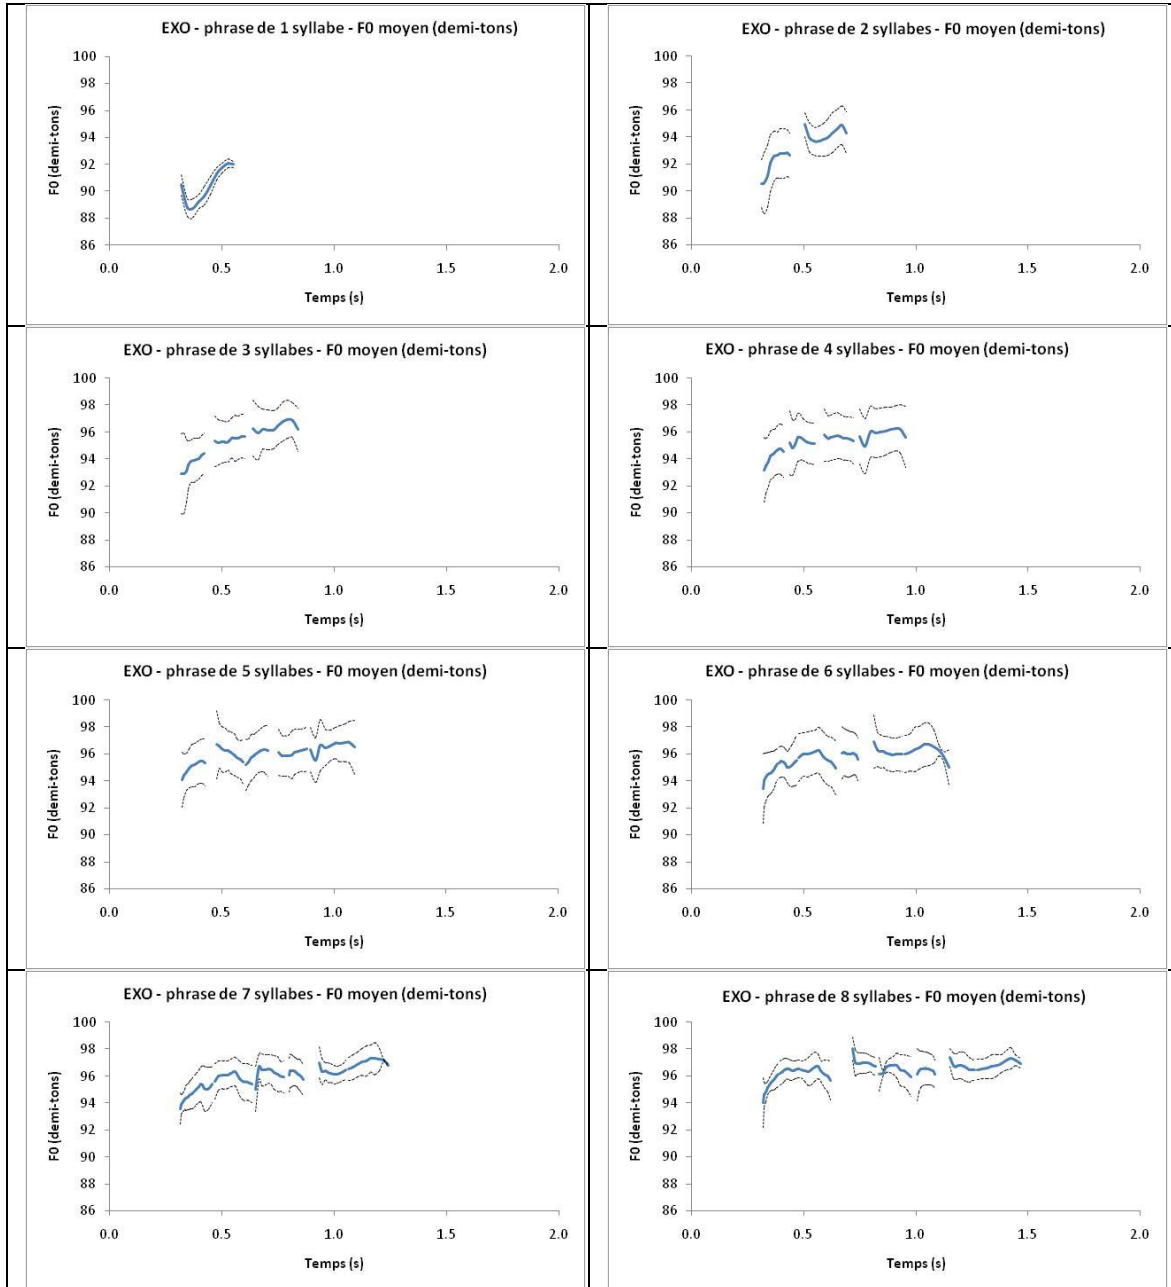 EXO - phrase de 1 syllabe - F0 moyen (demi-tons)
100
98
96
94
92
90
88
86
F0 (demi-tons)
0.0 0.5 1.0 1.5 2.0
Temps (s)
EXO - phrase de 2 syllabes - F0 moyen (demi-tons)
100
98
96
94
92
90
88
86
F0 (demi-tons)
0.0 0.5 1.0 1.5 2.0
Temps (s)
EXO - phrase de 3 syllabes - F0 moyen (demi-tons)
100
98
96
94
92
90
88
86
F0 (demi-tons)
0.0 0.5 1.0 1.5 2.0
Temps (s)
EXO - phrase de 4 syllabes - F0 moyen (demi-tons)
100
98
96
94
92
90
88
86
F0 (demi-tons)
0.0 0.5 1.0 1.5 2.0
Temps (s)
EXO - phrase de 5 syllabes - F0 moyen (demi-tons)
100
98
96
94
92
90
88
86
F0 (demi-tons)
0.0 0.5 1.0 1.5 2.0
Temps (s)
EXO - phrase de 6 syllabes - F0 moyen (demi-tons)
100
98
96
94
92
90
88
86
F0 (demi-tons)
0.0 0.5 1.0 1.5 2.0
Temps (s)
EXO - phrase de 7 syllabes - F0 moyen (demi-tons)
100
98
96
94
92
90
88
86
F0 (demi-tons)
0.0 0.5 1.0 1.5 2.0
Temps (s)
EXO - phrase de 8 syllabes - F0 moyen (demi-tons)
100
98
96
94
92
90
88
86
F0 (demi-tons)
0.0 0.5 1.0 1.5 2.0
Temps (s)